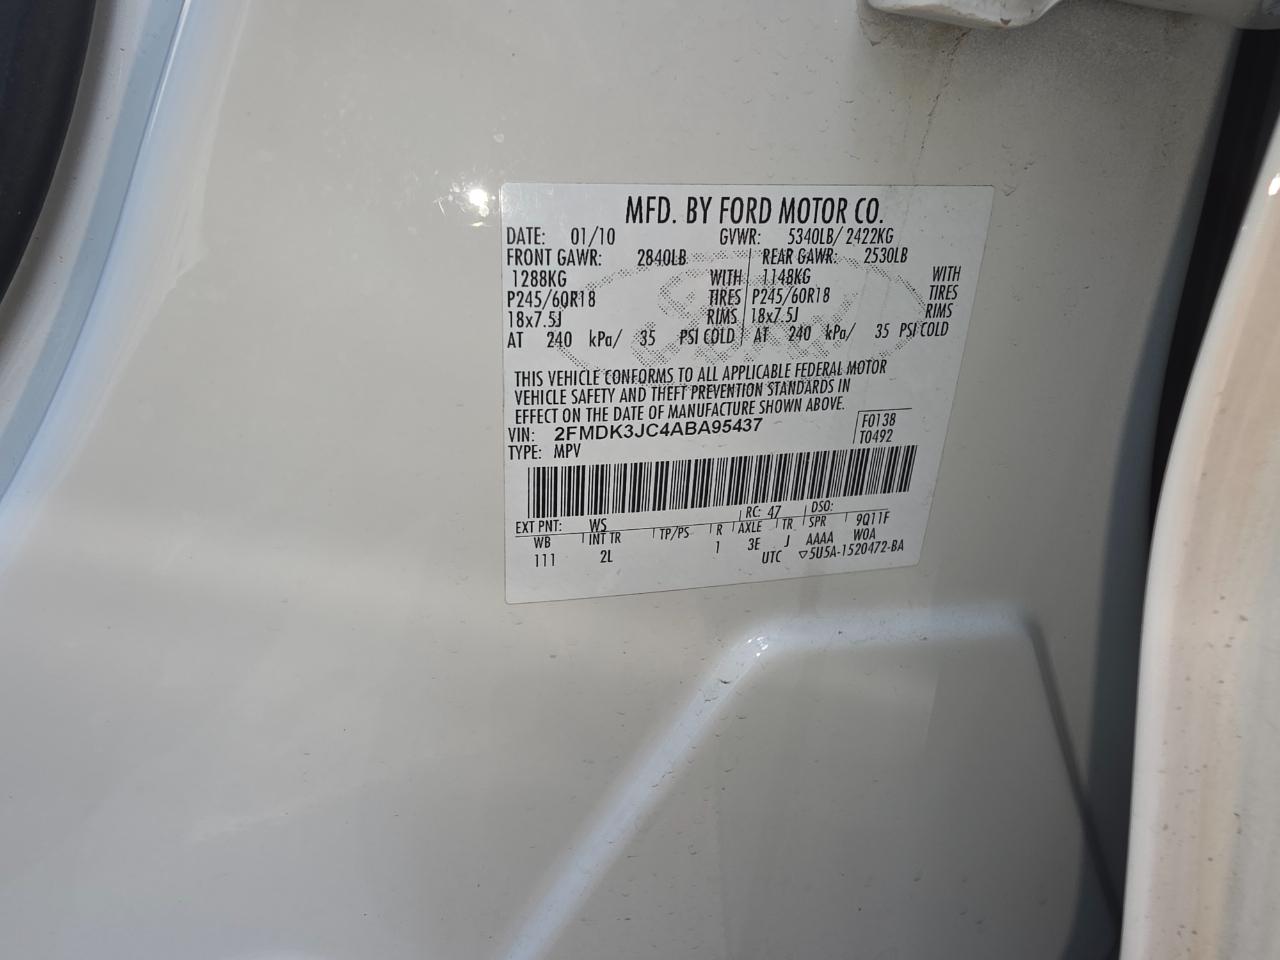 MFD. BY FORD MOTOR CO.
DATE: 01/10 GVWR: 5340LB/ 2422KG
FRONT GAWR: 2840LB REAR GAWR: 2530LB
1288KG WITH 1148KG WITH
P245/60R18 TIRES P245/60R18 TIRES
18x7.5J RIMS 18x7.5J RIMS
AT 240 kPa/ 35 PSI COLD AT 240 kPa/ 35 PSI COLD
THIS VEHICLE CONFORMS TO ALL APPLICABLE FEDERAL MOTOR
VEHICLE SAFETY AND THEFT PREVENTION STANDARDS IN
EFFECT ON THE DATE OF MANUFACTURE SHOWN ABOVE.
VIN: 2FMDK3JC4ABA95437 F0138
TYPE: MPV T0492
EXT PNT: WS RC: 47 DSO:
WB INT TR TP/PS R AXLE TR SPR 9Q11F
111 2L 1 3E J AAAA WOA
UTC ▽5U5A-1520472-BA